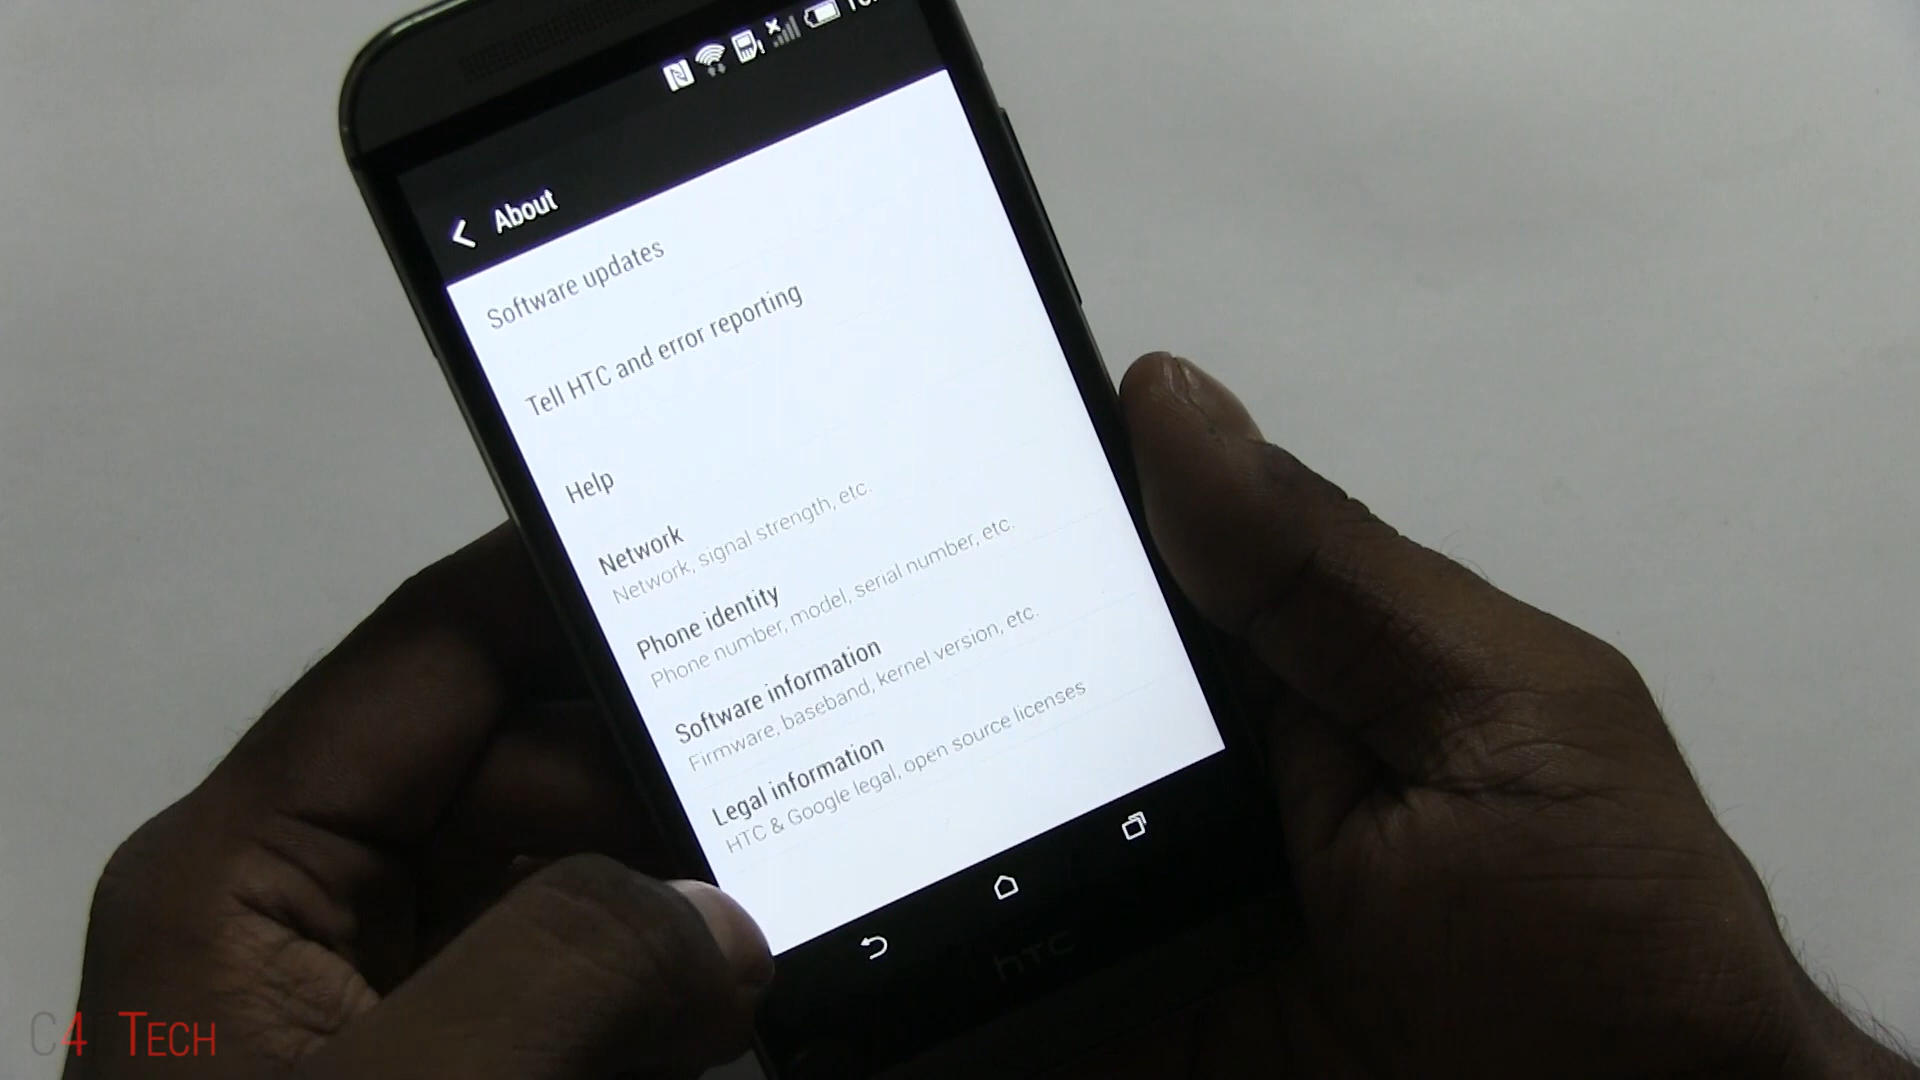 About
Software updates
Tell HTC and error reporting
Help
Network
Network, signal strength, etc.
Phone identity
Phone number, model, serial number, etc.
Software information
Firmware, baseband, kernel version, etc.
Legal information
HTC & Google legal, open source licenses
hTC
C4 TECH